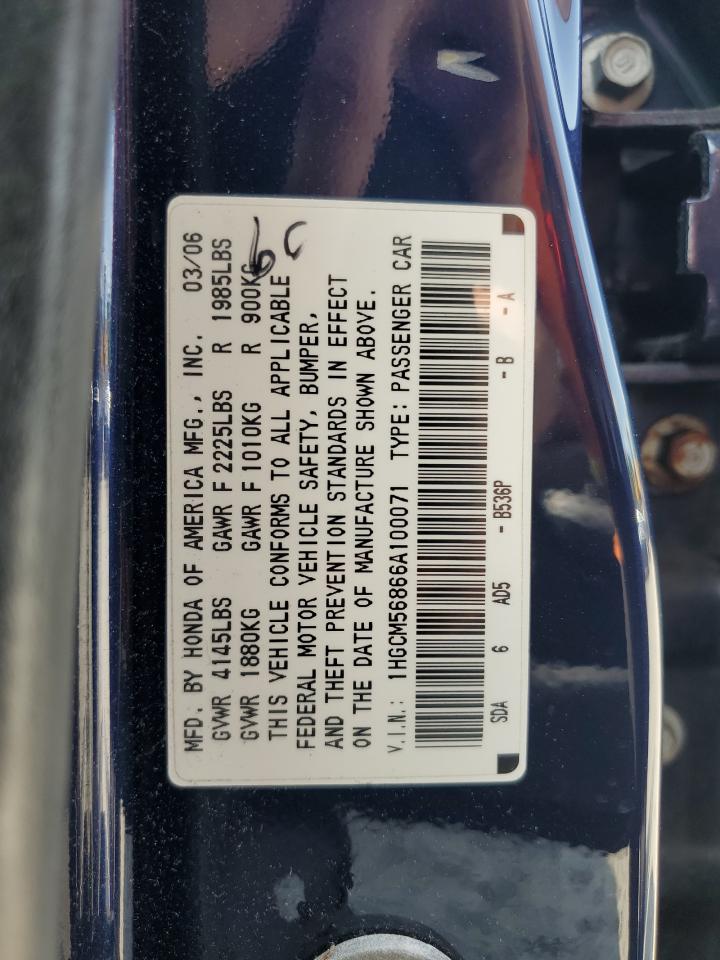 MFD. BY HONDA OF AMERICA MFG., INC. 03/06
GVWR 4145LBS GAWR F 2225LBS R 1985LBS
GVWR 1880KG GAWR F 1010KG R 900KG
THIS VEHICLE CONFORMS TO ALL APPLICABLE
FEDERAL MOTOR VEHICLE SAFETY, BUMPER,
AND THEFT PREVENTION STANDARDS IN EFFECT
ON THE DATE OF MANUFACTURE SHOWN ABOVE.
V.I.N.: 1HGCM56866A100071 TYPE: PASSENGER CAR
SDA 6 AD5 - B536P - B - A